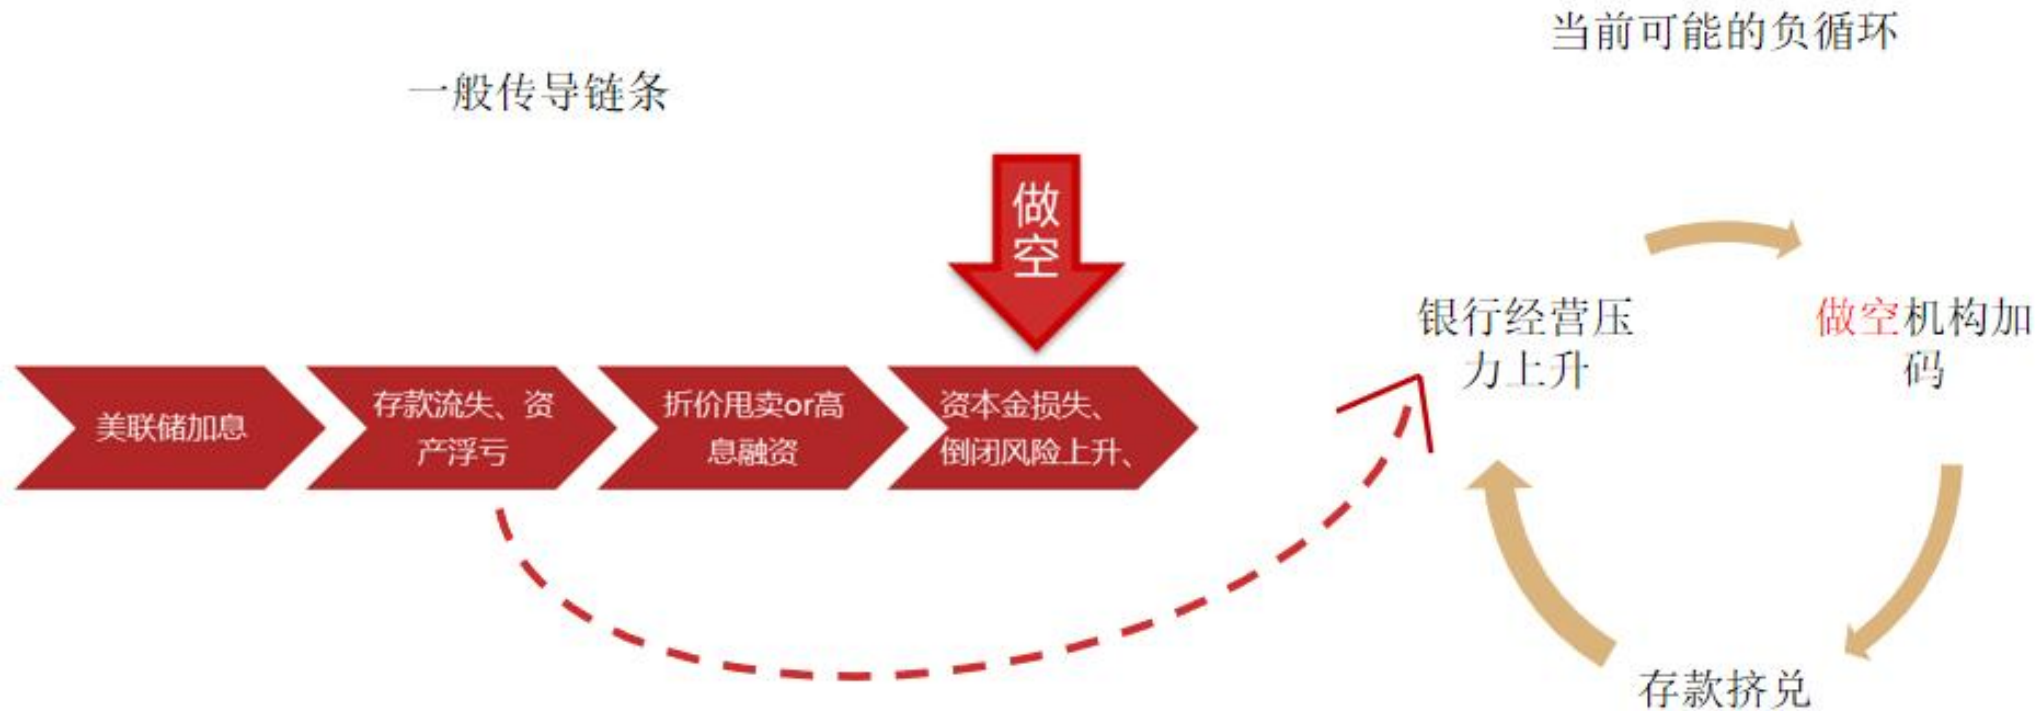 当前可能的负循环
一般传导链条
做
空
美联储加息
存款流失、资
产浮亏
折价甩卖or高
息融资
资本金损失、
倒闭风险上升、
银行经营压
力上升
做空机构加
码
存款挤兑